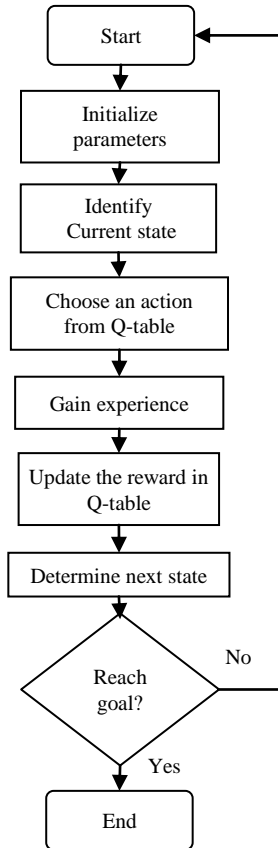 Start
Initialize
parameters
Identify
Current state
Choose an action
from Q-table
Gain experience
Update the reward in
Q-table
Determine next state
Reach
goal?
No
Yes
End